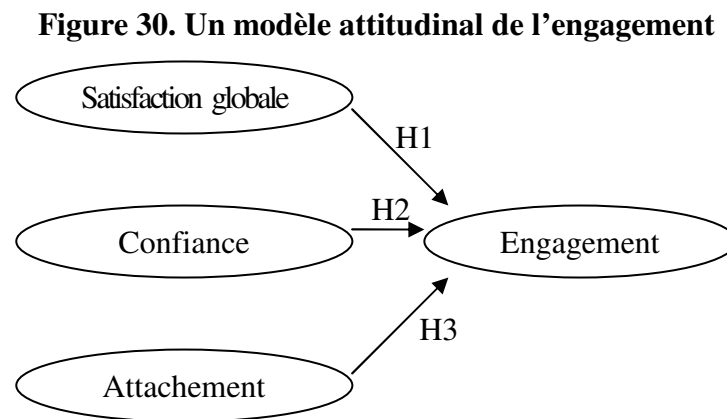 Figure 30. Un modèle attitudinal de l’engagement
Satisfaction globale
H1
H2
Confiance
Engagement
H3
Attachement